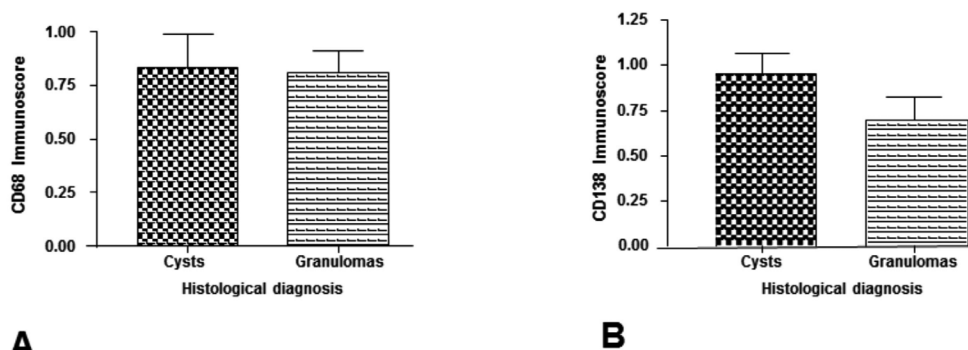 CD68 Immunoscore
1.00
0.75
0.50
0.25
0.00
Cysts Granulomas
Histological diagnosis
A
CD138 Immunoscore
1.25
1.00
0.75
0.50
0.25
0.00
Cysts Granulomas
Histological diagnosis
B